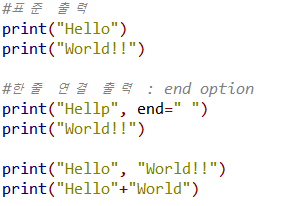 #표준 출력
print("Hello")
print("World!!")

#한줄 연결 출력 : end option
print("Hellp", end=" ")
print("World!!")

print("Hello", "World!!")
print("Hello"+"World")